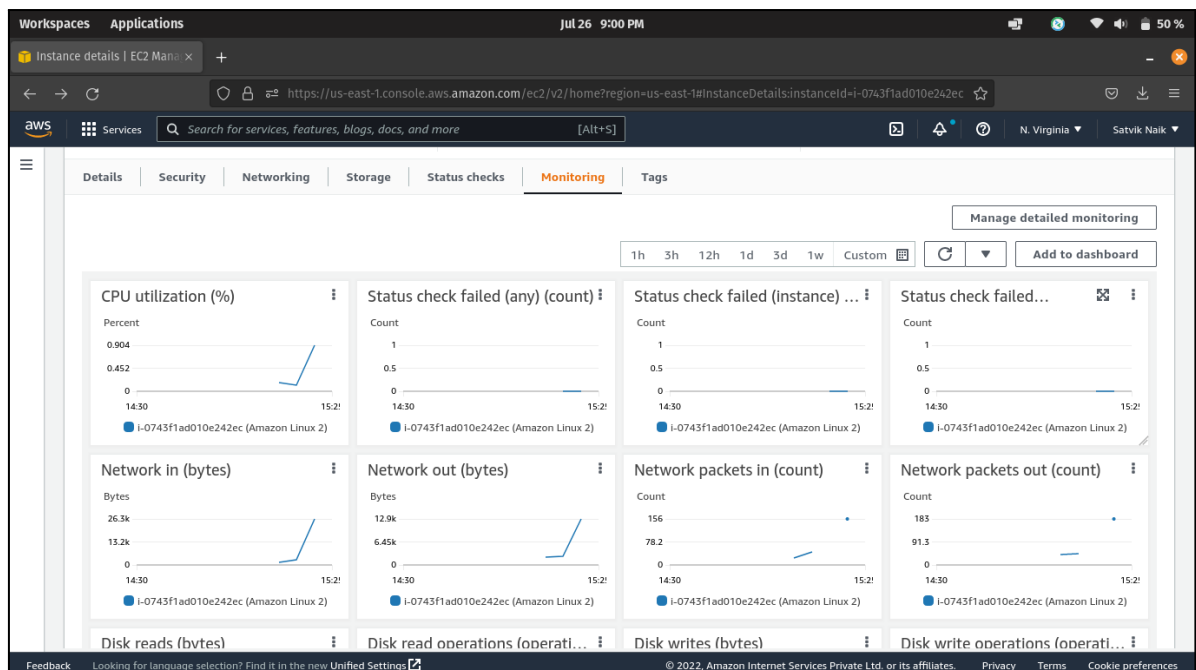 Workspaces Applications Jul 26 9:00 PM 50 %
Instance details | EC2 Mana
https://us-east-1.console.aws.amazon.com/ec2/v2/home?region=us-east-1#InstanceDetails:instanceId=i-0743f1ad010e242ec
aws Services Search for services, features, blogs, docs, and more [Alt+S] N. Virginia Satvik Naik
Details Security Networking Storage Status checks Monitoring Tags
Manage detailed monitoring
1h 3h 12h 1d 3d 1w Custom Add to dashboard
CPU utilization (%) Status check failed (any) (count) Status check failed (instance) ... Status check failed...
Percent Count Count Count
0.904 1 1 1
0.452 0.5 0.5 0.5
0 0 0 0
14:30 15:2 14:30 15:2 14:30 15:2 14:30 15:2
i-0743f1ad010e242ec (Amazon Linux 2) i-0743f1ad010e242ec (Amazon Linux 2) i-0743f1ad010e242ec (Amazon Linux 2) i-0743f1ad010e242ec (Amazon Linux 2)
Network in (bytes) Network out (bytes) Network packets in (count) Network packets out (count)
Bytes Bytes Count Count
26.3k 12.9k 156 183
13.2k 6.45k 78.2 91.3
0 0 0 0
14:30 15:2 14:30 15:2 14:30 15:2 14:30 15:2
i-0743f1ad010e242ec (Amazon Linux 2) i-0743f1ad010e242ec (Amazon Linux 2) i-0743f1ad010e242ec (Amazon Linux 2) i-0743f1ad010e242ec (Amazon Linux 2)
Disk reads (bytes) Disk read operations (operati... Disk writes (bytes) Disk write operations (operati...
Feedback Looking for language selection? Find it in the new Unified Settings © 2022, Amazon Internet Services Private Ltd. or its affiliates. Privacy Terms Cookie preferences